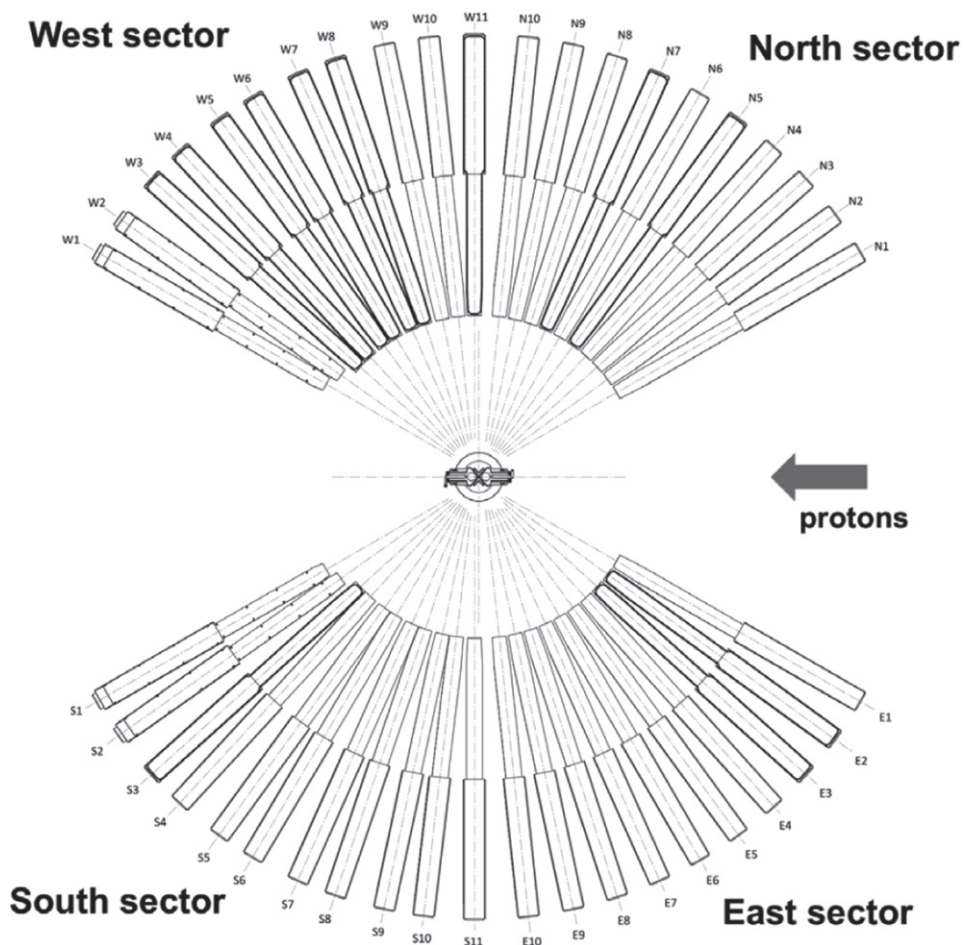 West sector
North sector
W1
W2
W3
W4
W5
W6
W7
W8
W9
W10
W11
N10
N9
N8
N7
N6
N5
N4
N3
N2
N1
protons
S1
S2
S3
S4
S5
S6
S7
S8
S9
S10
S11
E10
E9
E8
E7
E6
E5
E4
E3
E2
E1
South sector
East sector